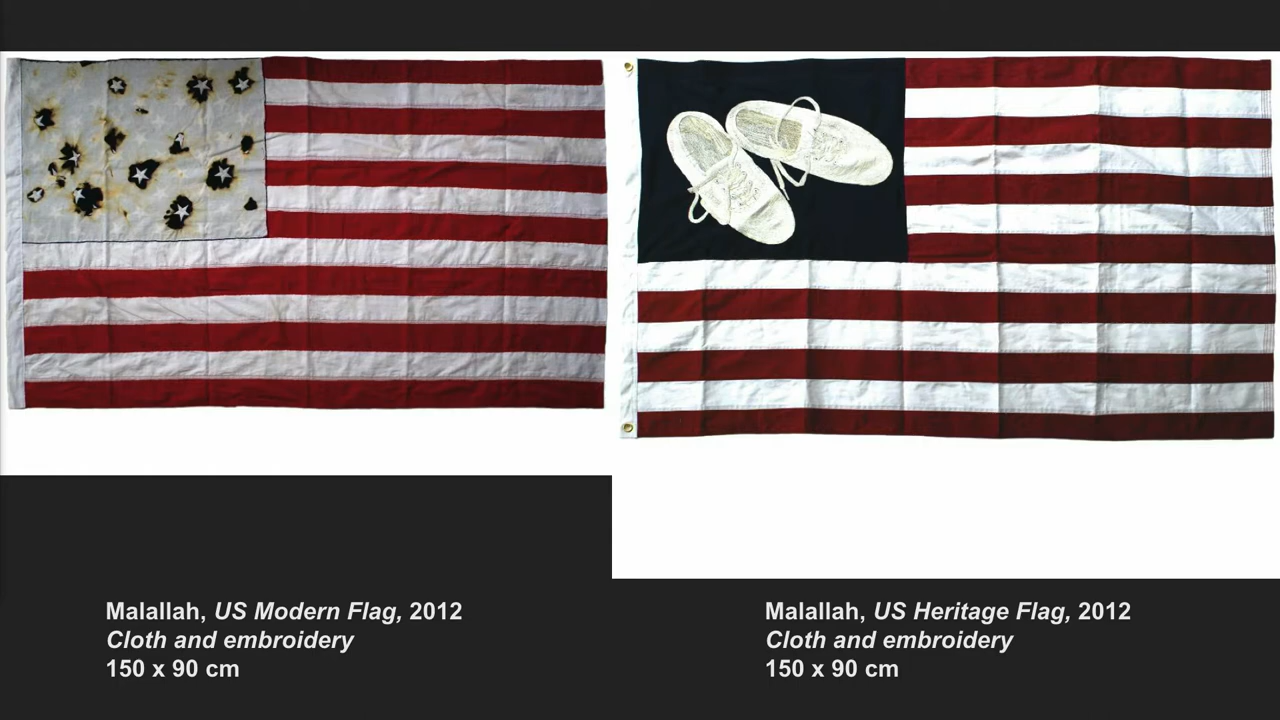 Malallah, US Modern Flag, 2012
Cloth and embroidery
150 x 90 cm
Malallah, US Heritage Flag, 2012
Cloth and embroidery
150 x 90 cm